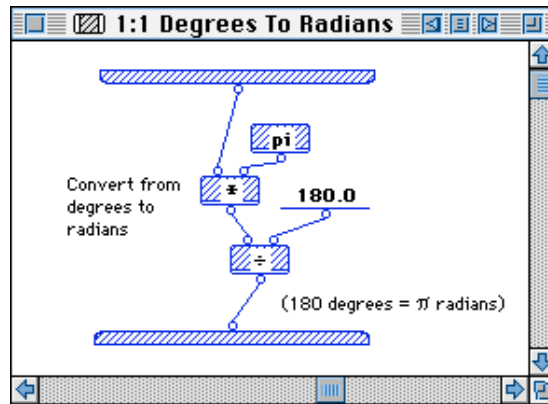 1:1 Degrees To Radians
pi
*
Convert from
degrees to
radians
180.0
÷
(180 degrees = π radians)